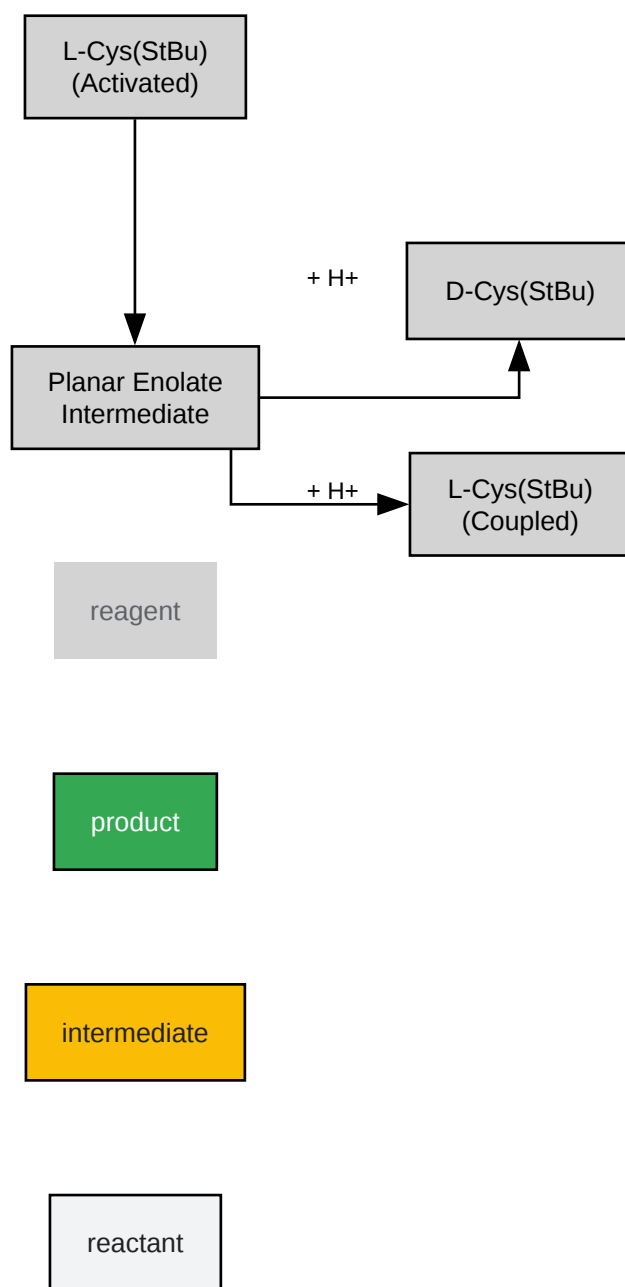 L-Cys(StBu)
(Activated)
+ H+
D-Cys(StBu)
Planar Enolate
Intermediate
+ H+
L-Cys(StBu)
(Coupled)
reagent
product
intermediate
reactant